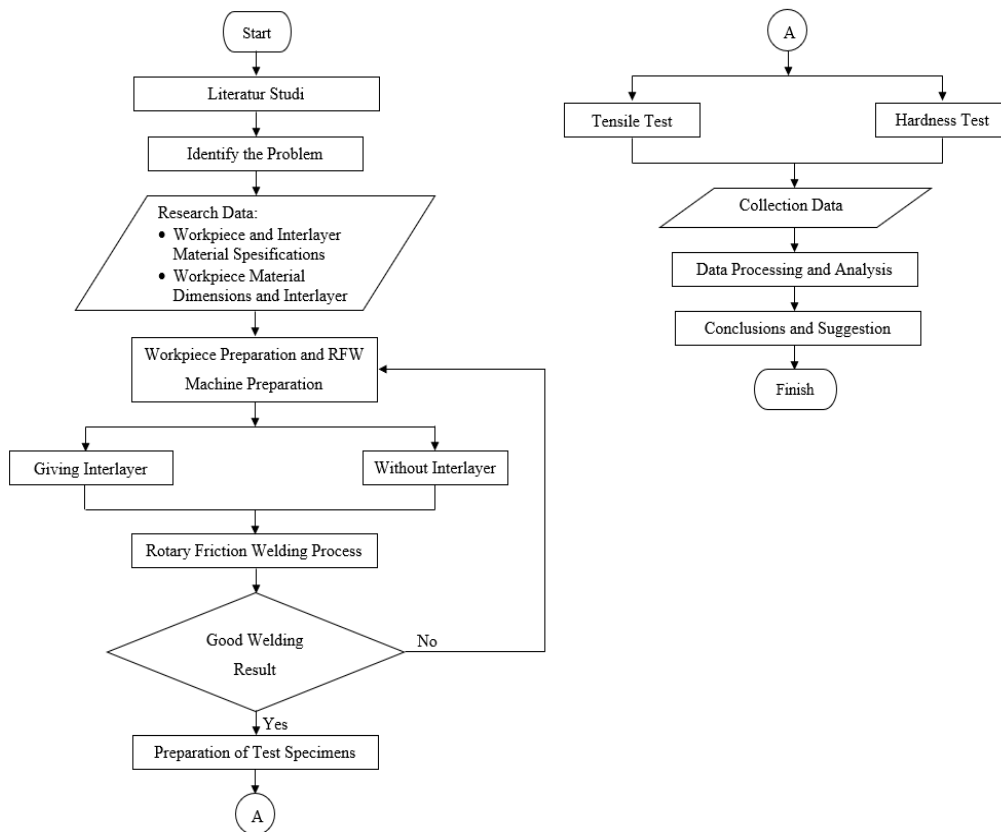 Start
Literatur Studi
Identify the Problem
Research Data:
• Workpiece and Interlayer
Material Spesifications
• Workpiece Material
Dimensions and Interlayer
Workpiece Preparation and RFW
Machine Preparation
Giving Interlayer
Without Interlayer
Rotary Friction Welding Process
Good Welding
Result
No
Yes
Preparation of Test Specimens
A
A
Tensile Test
Hardness Test
Collection Data
Data Processing and Analysis
Conclusions and Suggestion
Finish